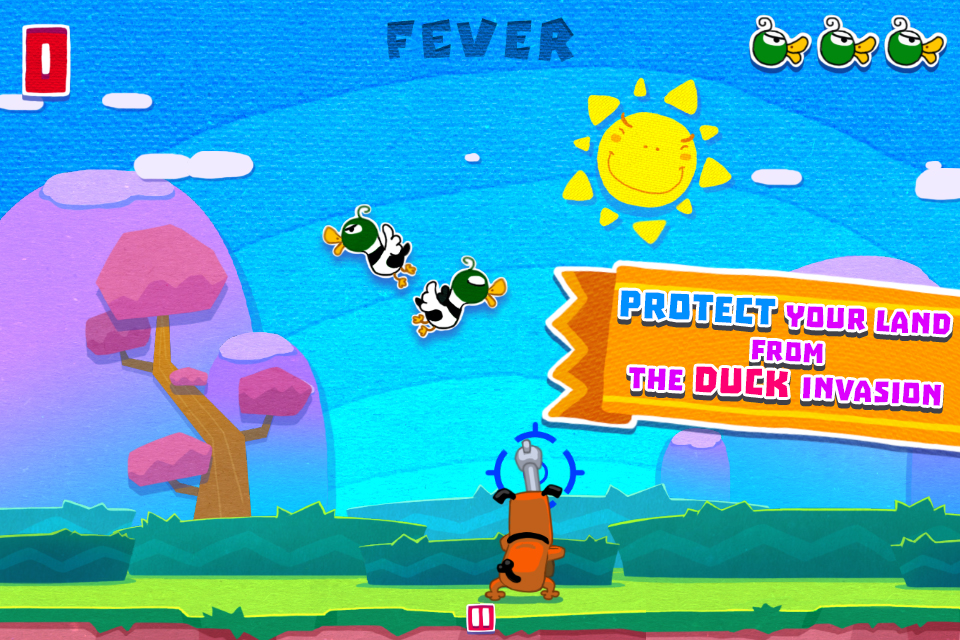 0
FEVER
PROTECT YOUR LAND
FROM
THE DUCK INVASION